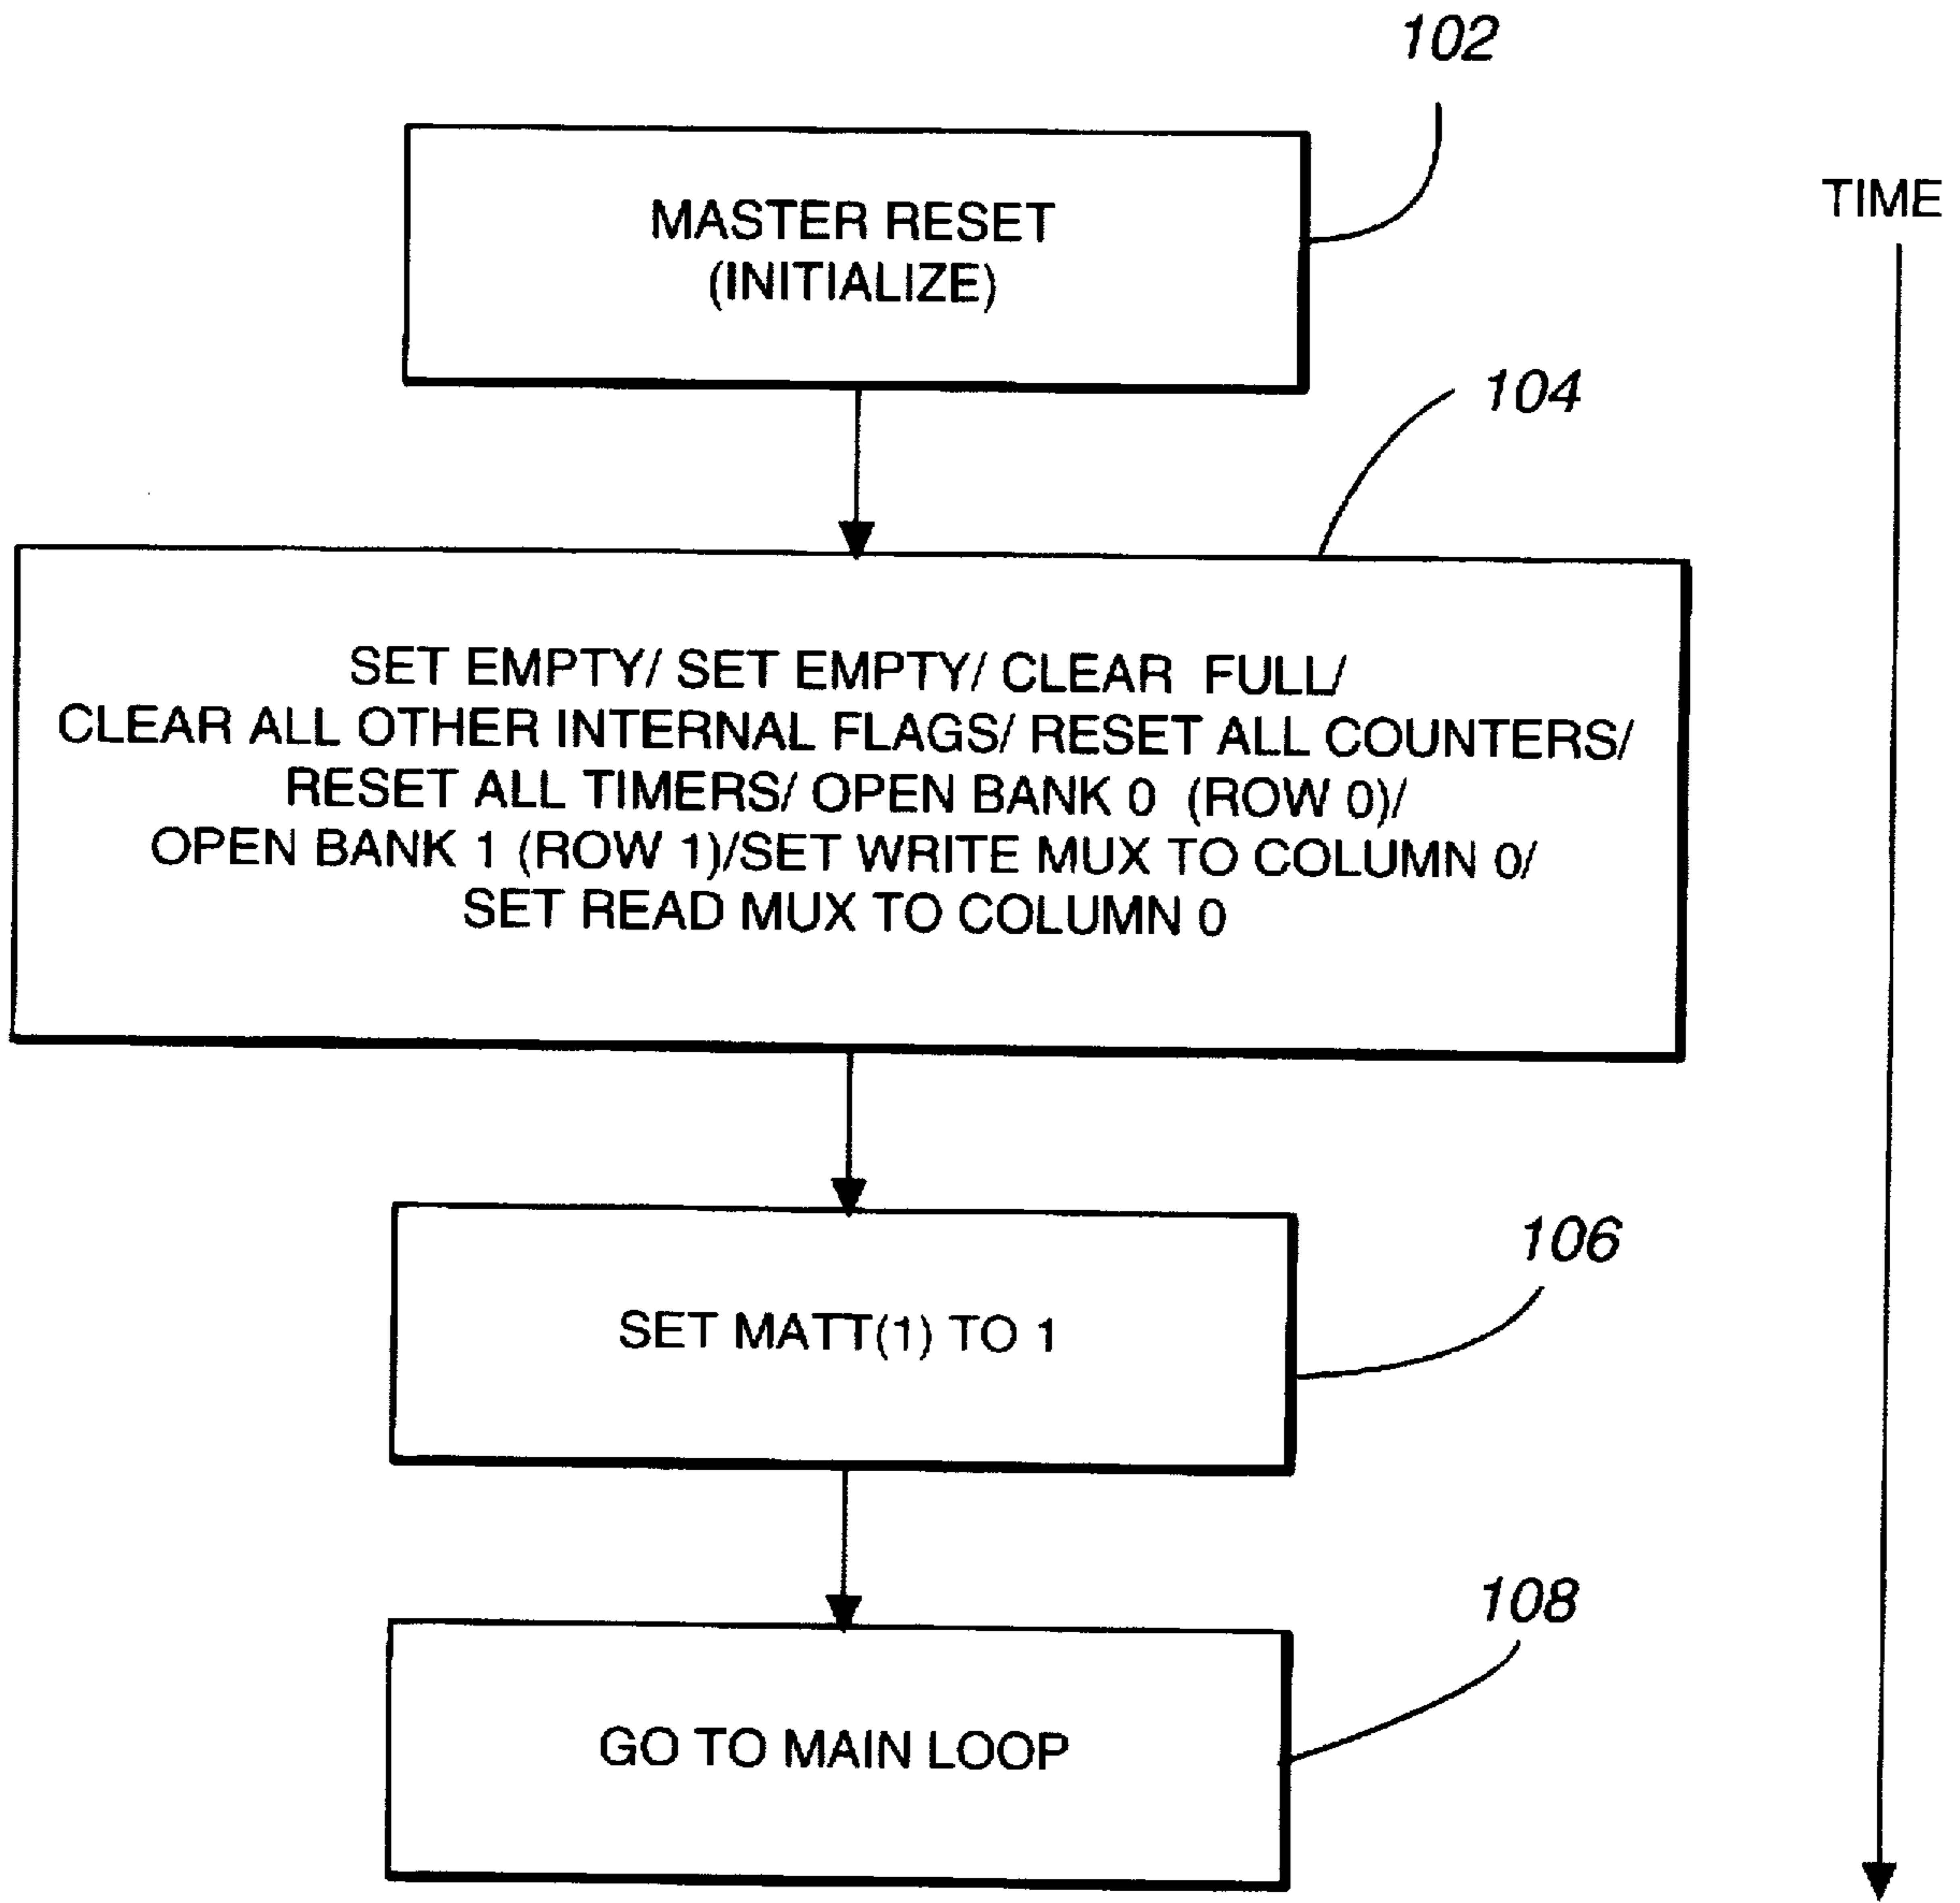 102
MASTER RESET
(INITIALIZE)
TIME
104
SET EMPTY/ SET EMPTY/ CLEAR FULL/
CLEAR ALL OTHER INTERNAL FLAGS/ RESET ALL COUNTERS/
RESET ALL TIMERS/ OPEN BANK 0 (ROW 0)/
OPEN BANK 1 (ROW 1)/SET WRITE MUX TO COLUMN 0/
SET READ MUX TO COLUMN 0
106
SET MATT(1) TO 1
108
GO TO MAIN LOOP